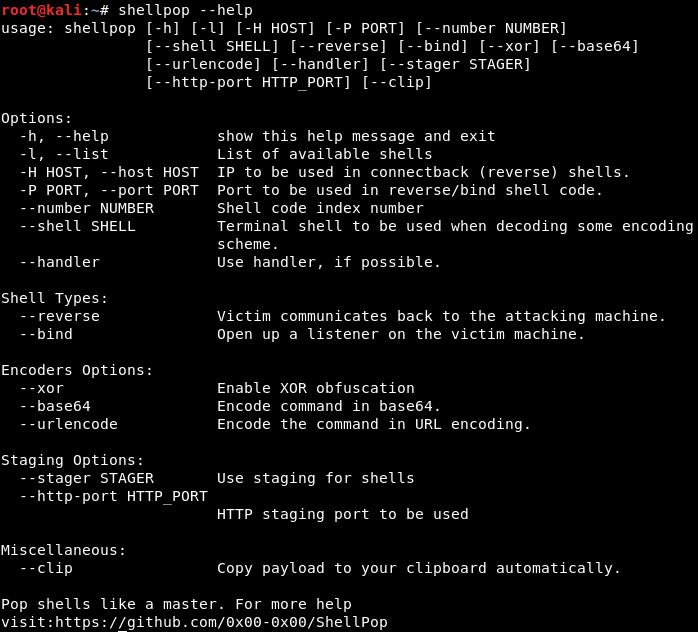 root@kali:~# shellpop --help
usage: shellpop [-h] [-l] [-H HOST] [-P PORT] [--number NUMBER]
[--shell SHELL] [--reverse] [--bind] [--xor] [--base64]
[--urlencode] [--handler] [--stager STAGER]
[--http-port HTTP_PORT] [--clip]
Options:
-h, --help show this help message and exit
-l, --list List of available shells
-H HOST, --host HOST IP to be used in connectback (reverse) shells.
-P PORT, --port PORT Port to be used in reverse/bind shell code.
--number NUMBER Shell code index number
--shell SHELL Terminal shell to be used when decoding some encoding
scheme.
--handler Use handler, if possible.
Shell Types:
--reverse Victim communicates back to the attacking machine.
--bind Open up a listener on the victim machine.
Encoders Options:
--xor Enable XOR obfuscation
--base64 Encode command in base64.
--urlencode Encode the command in URL encoding.
Staging Options:
--stager STAGER Use staging for shells
--http-port HTTP_PORT
HTTP staging port to be used
Miscellaneous:
--clip Copy payload to your clipboard automatically.
Pop shells like a master. For more help
visit:https://github.com/0x00-0x00/ShellPop